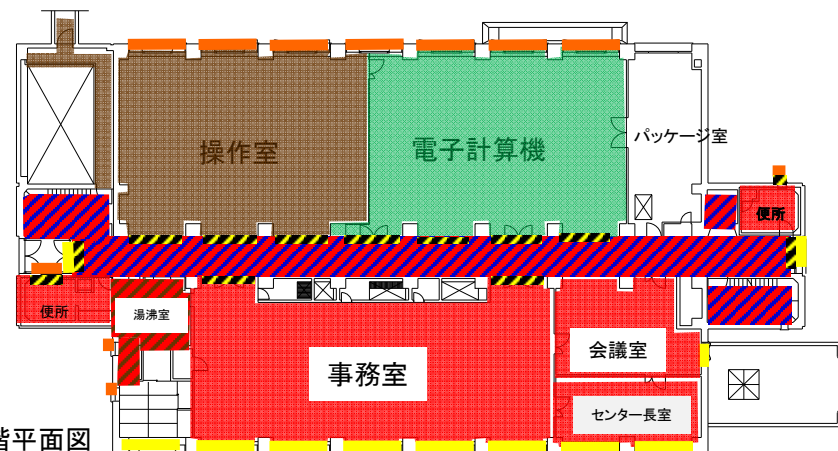 操作室
電子計算機
パッケージ室
便所
便所
湯沸室
事務室
会議室
センター長室
階平面図